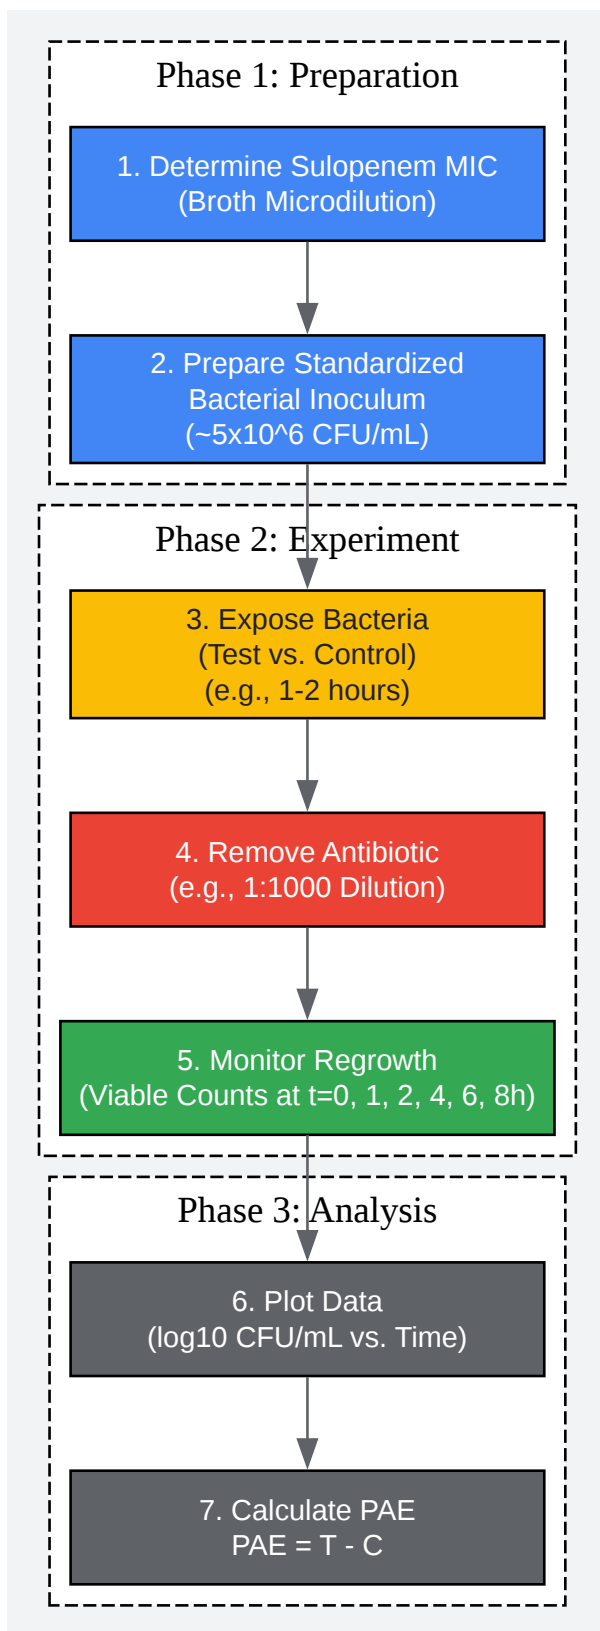 Phase 1: Preparation
1. Determine Sulopenem MIC
(Broth Microdilution)
2. Prepare Standardized
Bacterial Inoculum
(~5x10^6 CFU/mL)
Phase 2: Experiment
3. Expose Bacteria
(Test vs. Control)
(e.g., 1-2 hours)
4. Remove Antibiotic
(e.g., 1:1000 Dilution)
5. Monitor Regrowth
(Viable Counts at t=0, 1, 2, 4, 6, 8h)
Phase 3: Analysis
6. Plot Data
(log10 CFU/mL vs. Time)
7. Calculate PAE
PAE = T - C